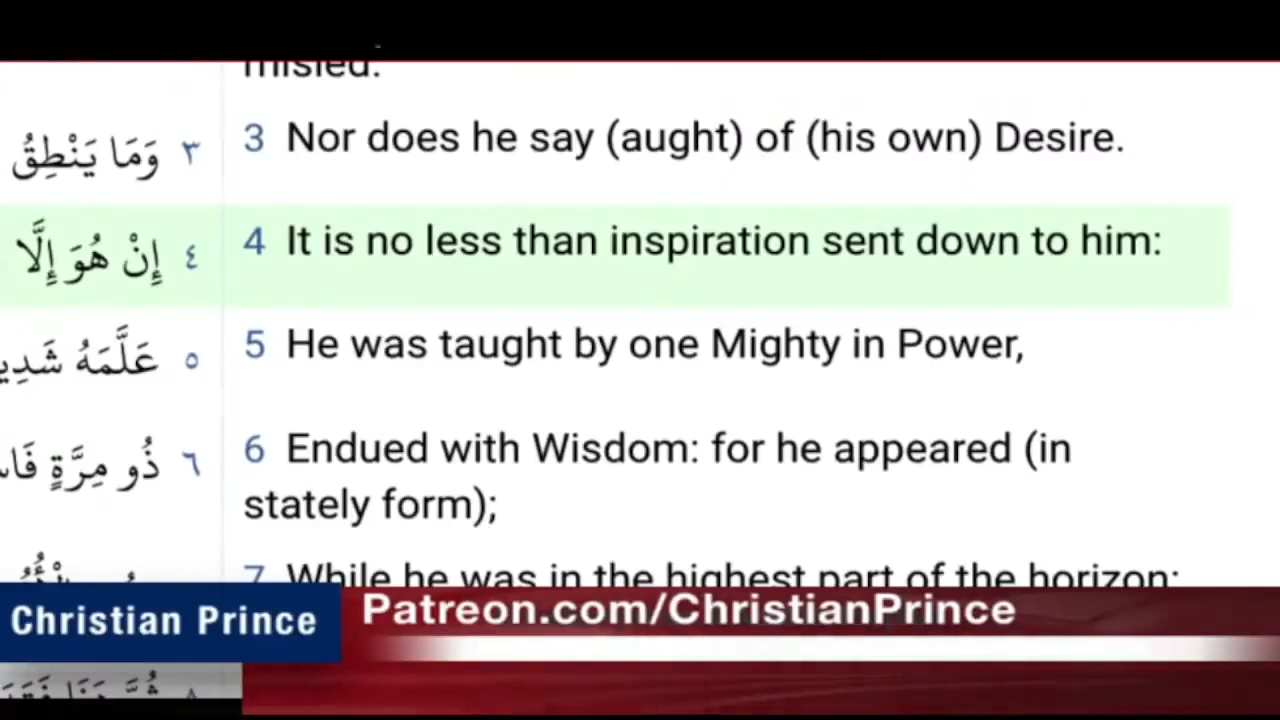 misled.
3 Nor does he say (aught) of (his own) Desire.
وَمَا يَنْطِقُ ٣
4 It is no less than inspiration sent down to him:
إِنْ هُوَ إِلَّا ٤
5 He was taught by one Mighty in Power,
عَلَّمَهُ ٥
6 Endued with Wisdom: for he appeared (in
stately form);
ذُو مِرَّةٍ ٦
7 While he was in the highest part of the horizon:
Christian Prince
Patreon.com/ChristianPrince